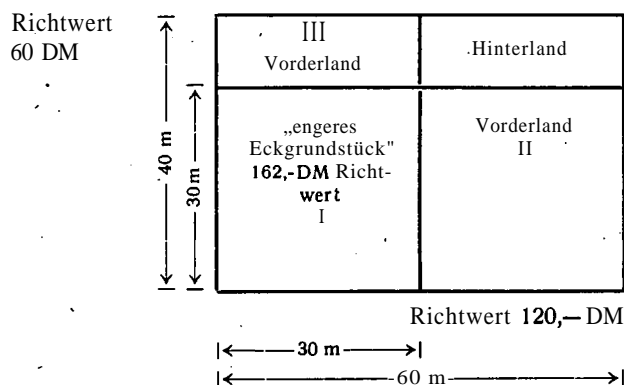 Richtwert
60 DM
III
Vorderland
Hinterland
40 m
30 m
„engeres
Eckgrundstück"
162,-DM Richt-
wert
I
Vorderland
II
Richtwert 120,— DM
30 m
60 m